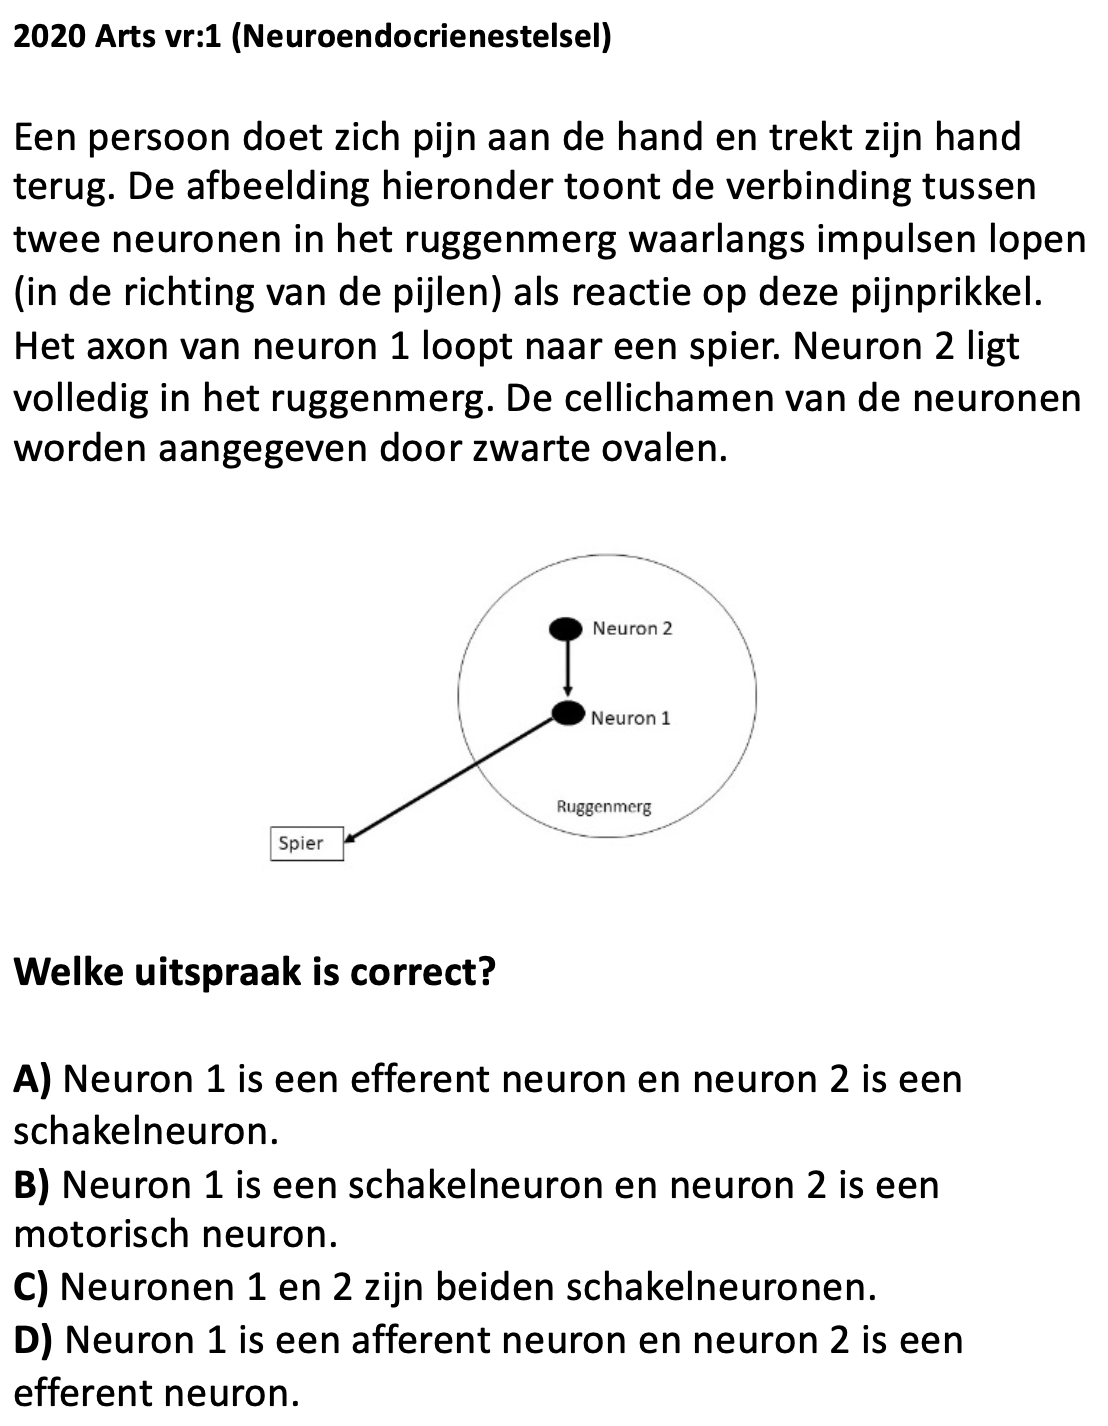 2020 Arts vr:1 (Neuroendocrienestelsel)
Een persoon doet zich pijn aan de hand en trekt zijn hand
terug. De afbeelding hieronder toont de verbinding tussen
twee neuronen in het ruggenmerg waarlangs impulsen lopen
(in de richting van de pijlen) als reactie op deze pijnprikkel.
Het axon van neuron 1 loopt naar een spier. Neuron 2 ligt
volledig in het ruggenmerg. De cellichamen van de neuronen
worden aangegeven door zwarte ovalen.
Neuron 2
Neuron 1
Ruggenmerg
Spier
Welke uitspraak is correct?
A) Neuron 1 is een efferent neuron en neuron 2 is een
schakelneuron.
B) Neuron 1 is een schakelneuron en neuron 2 is een
motorisch neuron.
C) Neuronen 1 en 2 zijn beiden schakelneuronen.
D) Neuron 1 is een afferent neuron en neuron 2 is een
efferent neuron.